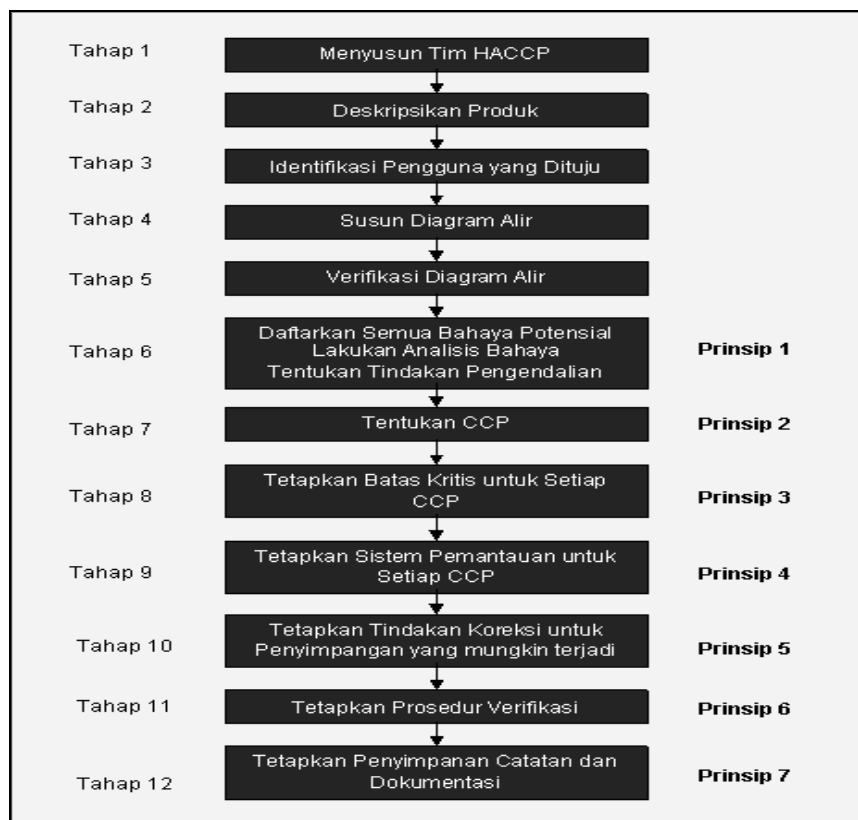 Tahap 1
Menyusun Tim HACCP
Tahap 2
Deskripsikan Produk
Tahap 3
Identifikasi Pengguna yang Dituju
Tahap 4
Susun Diagram Alir
Tahap 5
Verifikasi Diagram Alir
Tahap 6
Daftarkan Semua Bahaya Potensial
Lakukan Analisis Bahaya
Tentukan Tindakan Pengendalian
Prinsip 1
Tahap 7
Tentukan CCP
Prinsip 2
Tahap 8
Tetapkan Batas Kritis untuk Setiap
CCP
Prinsip 3
Tahap 9
Tetapkan Sistem Pemantauan untuk
Setiap CCP
Prinsip 4
Tahap 10
Tetapkan Tindakan Koreksi untuk
Penyimpangan yang mungkin terjadi
Prinsip 5
Tahap 11
Tetapkan Prosedur Verifikasi
Prinsip 6
Tahap 12
Tetapkan Penyimpanan Catatan dan
Dokumentasi
Prinsip 7